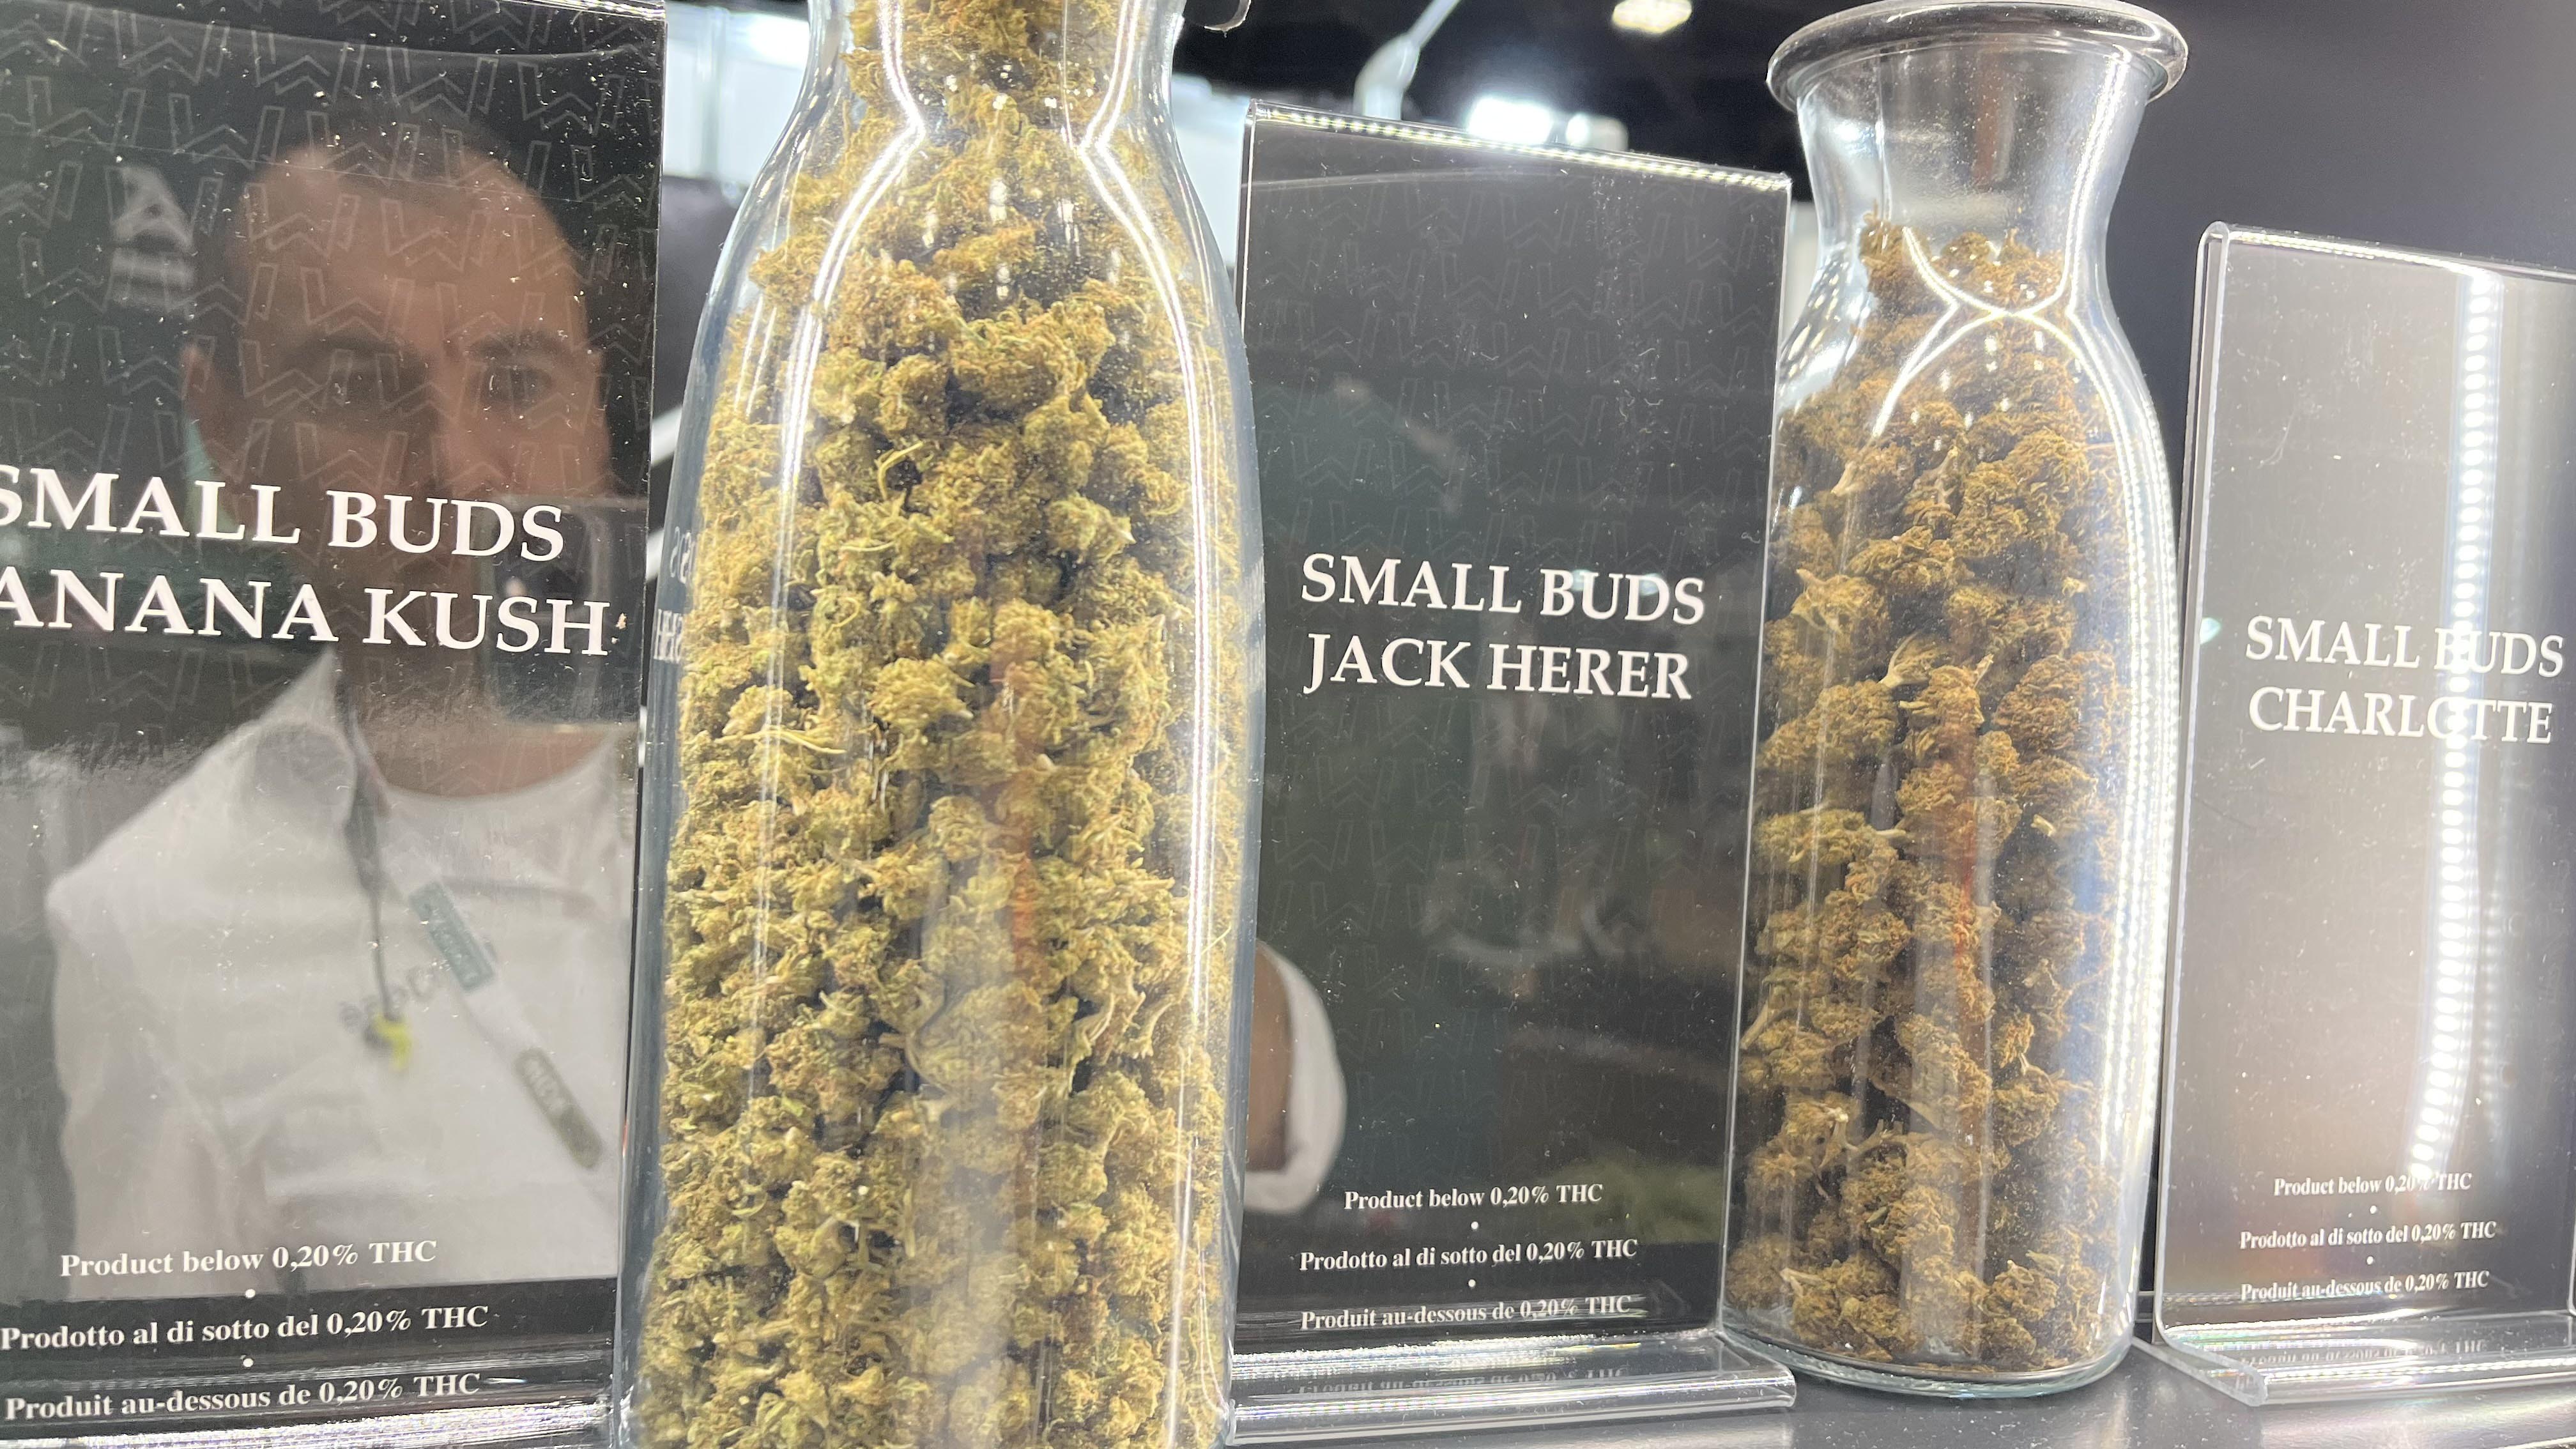 SMALL BUDS
ANANA KUSH
Product below 0,20% THC
•
Prodotto al di sotto del 0,20% THC
•
Produit au-dessous de 0,20% THC
SMALL BUDS
JACK HERER
Product below 0,20% THC
•
Prodotto al di sotto del 0,20% THC
•
Produit au-dessous de 0,20% THC
SMALL BUDS
CHARLOTTE
Product below 0,20% THC
•
Prodotto al di sotto del 0,20% THC
•
Produit au-dessous de 0,20% THC